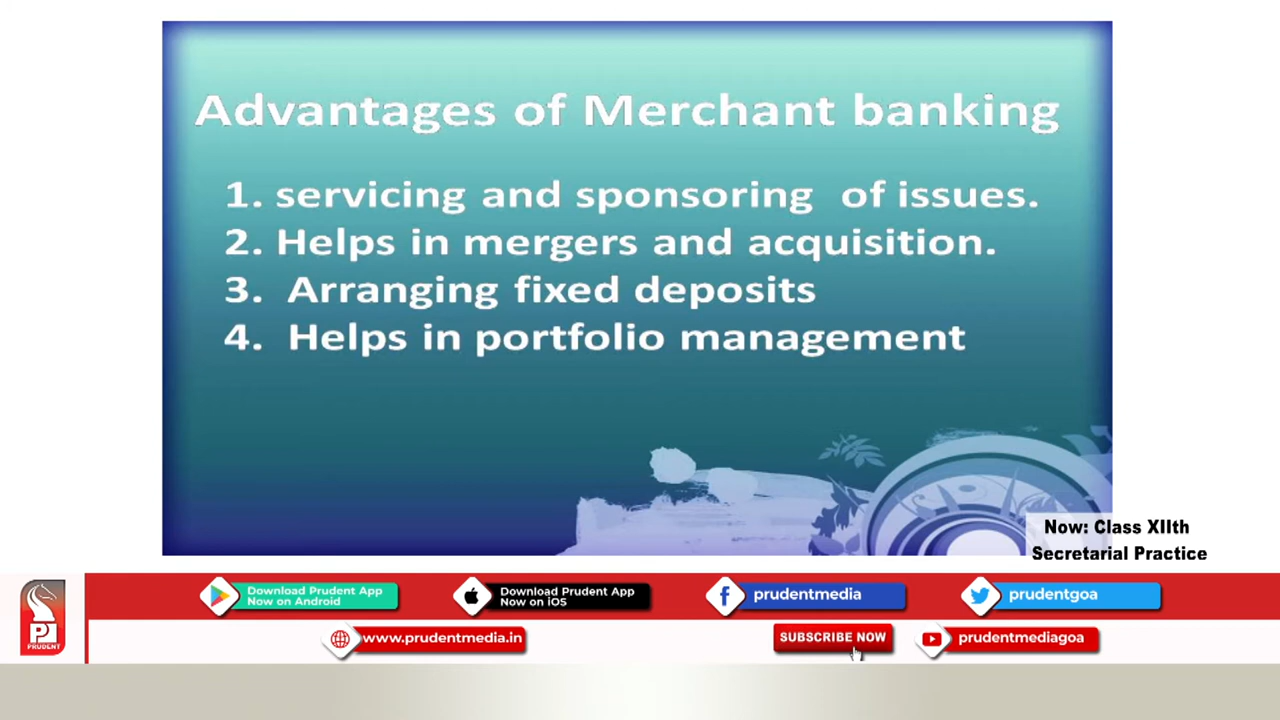 Advantages of Merchant banking
1. servicing and sponsoring of issues.
2. Helps in mergers and acquisition.
3. Arranging fixed deposits
4. Helps in portfolio management
Now: Class XIIth
Secretarial Practice
Download Prudent App
Now on Android
Download Prudent App
Now on iOS
prudentmedia
prudentgoa
PRUDENT
www.prudentmedia.in
SUBSCRIBE NOW
prudentmediagoa